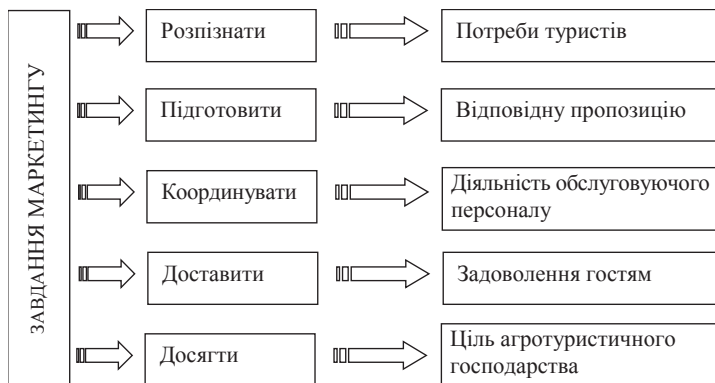 ЗАВДАННЯ МАРКЕТИНГУ
Розпізнати
Потреби туристів
Підготовити
Відповідну пропозицію
Координувати
Діяльність обслуговуючого
персоналу
Доставити
Задоволення гостям
Досягти
Ціль агротуристичного
господарства